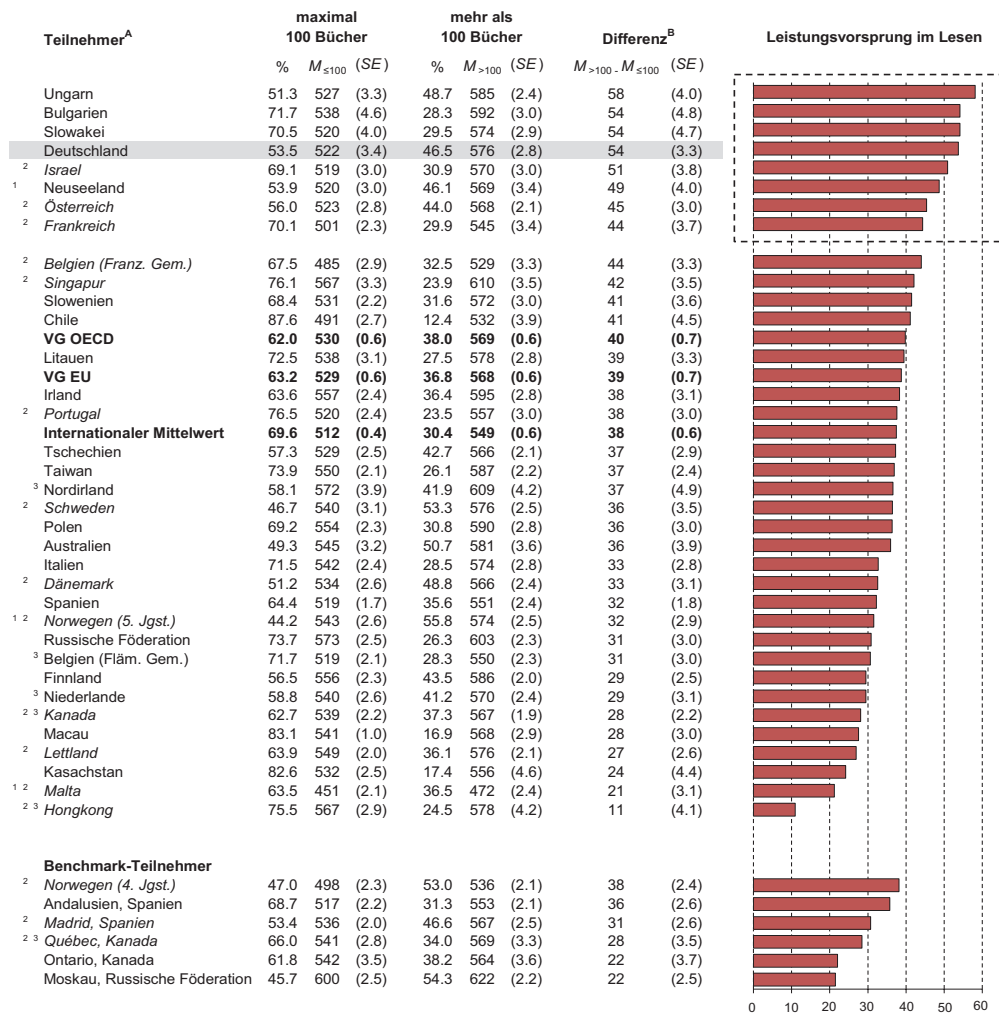 maximal 100 Bücher mehr als 100 Bücher
Teilnehmer^A Differenz^B Leistungsvorsprung im Lesen
% M≤100 (SE) % M>100 (SE) M>100 - M≤100 (SE)
Ungarn 51.3 527 (3.3) 48.7 585 (2.4) 58 (4.0)
Bulgarien 71.7 538 (4.6) 28.3 592 (3.0) 54 (4.8)
Slowakei 70.5 520 (4.0) 29.5 574 (2.9) 54 (4.7)
Deutschland 53.5 522 (3.4) 46.5 576 (2.8) 54 (3.3)
2 Israel 69.1 519 (3.0) 30.9 570 (3.0) 51 (3.8)
1 Neuseeland 53.9 520 (3.0) 46.1 569 (3.4) 49 (4.0)
2 Österreich 56.0 523 (2.8) 44.0 568 (2.1) 45 (3.0)
2 Frankreich 70.1 501 (2.3) 29.9 545 (3.4) 44 (3.7)
2 Belgien (Franz. Gem.) 67.5 485 (2.9) 32.5 529 (3.3) 44 (3.3)
2 Singapur 76.1 567 (3.3) 23.9 610 (3.5) 42 (3.5)
Slowenien 68.4 531 (2.2) 31.6 572 (3.0) 41 (3.6)
Chile 87.6 491 (2.7) 12.4 532 (3.9) 41 (4.5)
VG OECD 62.0 530 (0.6) 38.0 569 (0.6) 40 (0.7)
Litauen 72.5 538 (3.1) 27.5 578 (2.8) 39 (3.3)
VG EU 63.2 529 (0.6) 36.8 568 (0.6) 39 (0.7)
Irland 63.6 557 (2.4) 36.4 595 (2.8) 38 (3.1)
2 Portugal 76.5 520 (2.4) 23.5 557 (3.0) 38 (3.0)
Internationaler Mittelwert 69.6 512 (0.4) 30.4 549 (0.6) 38 (0.6)
Tschechien 57.3 529 (2.5) 42.7 566 (2.1) 37 (2.9)
Taiwan 73.9 550 (2.1) 26.1 587 (2.2) 37 (2.4)
3 Nordirland 58.1 572 (3.9) 41.9 609 (4.2) 37 (4.9)
2 Schweden 46.7 540 (3.1) 53.3 576 (2.5) 36 (3.5)
Polen 69.2 554 (2.3) 30.8 590 (2.8) 36 (3.0)
Australien 49.3 545 (3.2) 50.7 581 (3.6) 36 (3.9)
Italien 71.5 542 (2.4) 28.5 574 (2.8) 33 (2.8)
2 Dänemark 51.2 534 (2.6) 48.8 566 (2.4) 33 (3.1)
Spanien 64.4 519 (1.7) 35.6 551 (2.4) 32 (1.8)
1 2 Norwegen (5. Jgst.) 44.2 543 (2.6) 55.8 574 (2.5) 32 (2.9)
Russische Föderation 73.7 573 (2.5) 26.3 603 (2.3) 31 (3.0)
3 Belgien (Fläm. Gem.) 71.7 519 (2.1) 28.3 550 (2.3) 31 (3.0)
Finnland 56.5 556 (2.3) 43.5 586 (2.0) 29 (2.5)
3 Niederlande 58.8 540 (2.6) 41.2 570 (2.4) 29 (3.1)
2 3 Kanada 62.7 539 (2.2) 37.3 567 (1.9) 28 (2.2)
Macau 83.1 541 (1.0) 16.9 568 (2.9) 28 (3.0)
2 Lettland 63.9 549 (2.0) 36.1 576 (2.1) 27 (2.6)
Kasachstan 82.6 532 (2.5) 17.4 556 (4.6) 24 (4.4)
1 2 Malta 63.5 451 (2.1) 36.5 472 (2.4) 21 (3.1)
2 3 Hongkong 75.5 567 (2.9) 24.5 578 (4.2) 11 (4.1)
Benchmark-Teilnehmer
2 Norwegen (4. Jgst.) 47.0 498 (2.3) 53.0 536 (2.1) 38 (2.4)
Andalusien, Spanien 68.7 517 (2.2) 31.3 553 (2.1) 36 (2.6)
2 Madrid, Spanien 53.4 536 (2.0) 46.6 567 (2.5) 31 (2.6)
2 3 Québec, Kanada 66.0 541 (2.8) 34.0 569 (3.3) 28 (3.5)
Ontario, Kanada 61.8 542 (3.5) 38.2 564 (3.6) 22 (3.7)
Moskau, Russische Föderation 45.7 600 (2.5) 54.3 622 (2.2) 22 (2.5)
0 10 20 30 40 50 60